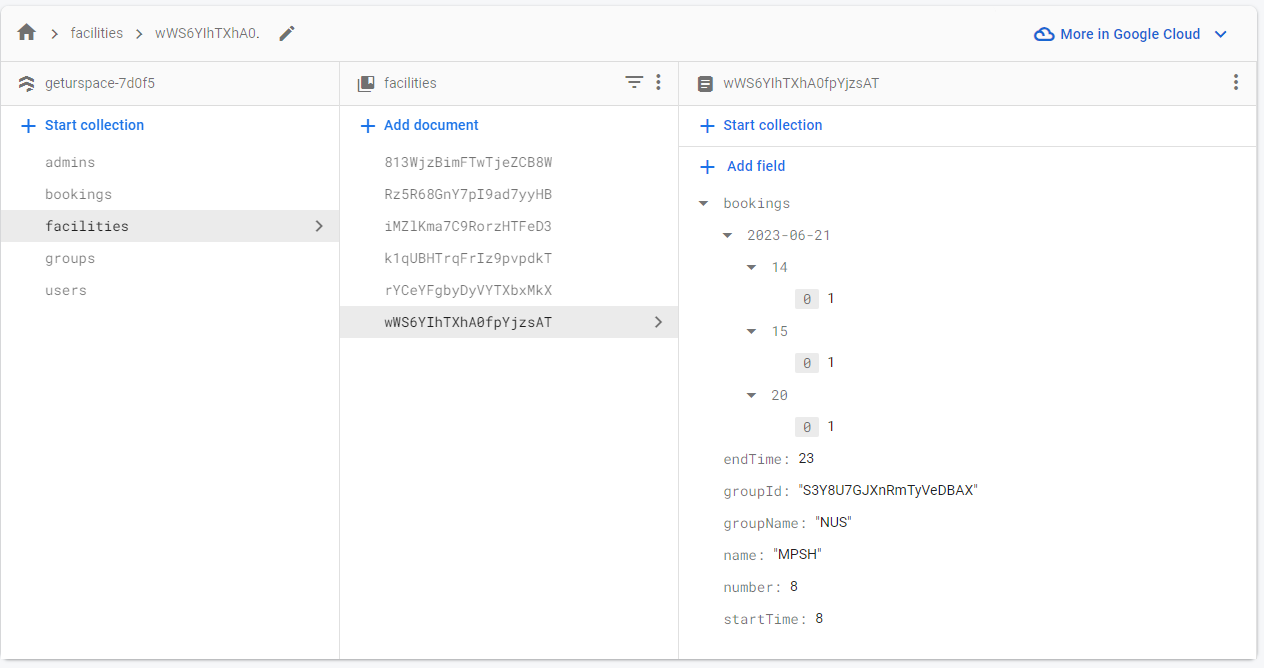 facilities
wWS6YIhTXhA0.
More in Google Cloud
geturspace-7d0f5
Start collection
admins
bookings
facilities
groups
users
facilities
Add document
813WjzBimFTwTjeZCB8W
Rz5R68GnY7pI9ad7yyHB
iMZlKma7C9RorzHTFeD3
k1qUBHTrqFrIz9pvpdkT
rYCeYFgbyDyVYTXbxMkX
wWS6YIhTXhA0fpYjzsAT
wWS6YIhTXhA0fpYjzsAT
Start collection
Add field
bookings
2023-06-21
14
0 1
15
0 1
20
0 1
endTime: 23
groupId: "S3Y8U7GJXnRmTyVeDBAX"
groupName: "NUS"
name: "MPSH"
number: 8
startTime: 8